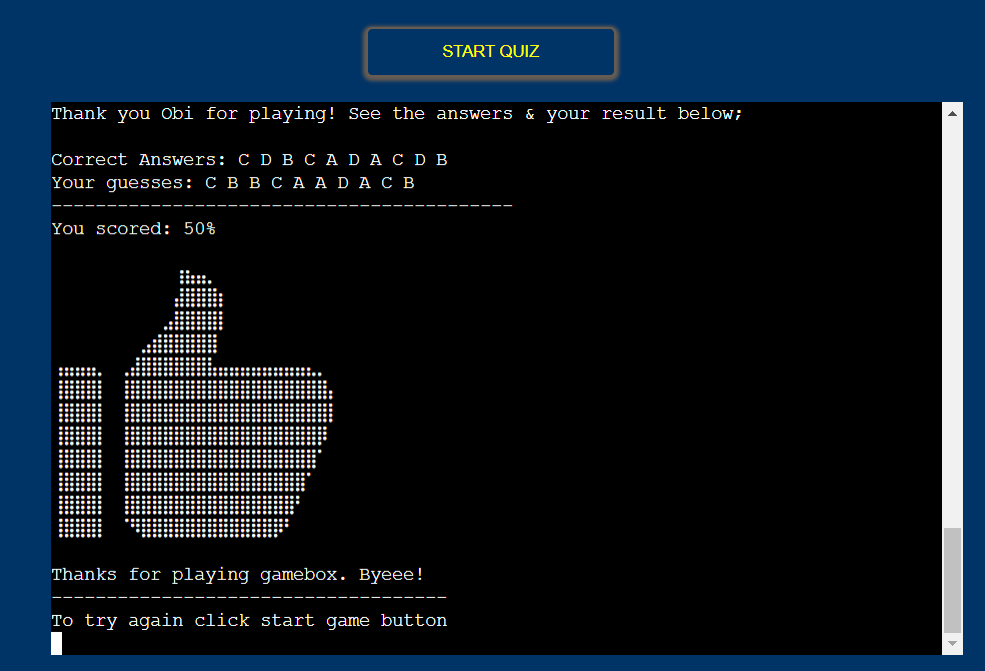 START QUIZ
Thank you Obi for playing! See the answers & your result below;
Correct Answers: C D B C A D A C D B
Your guesses: C B B C A A D A C B
------------------------------------------
You scored: 50%
Thanks for playing gamebox. Byeee!
------------------------------------
To try again click start game button